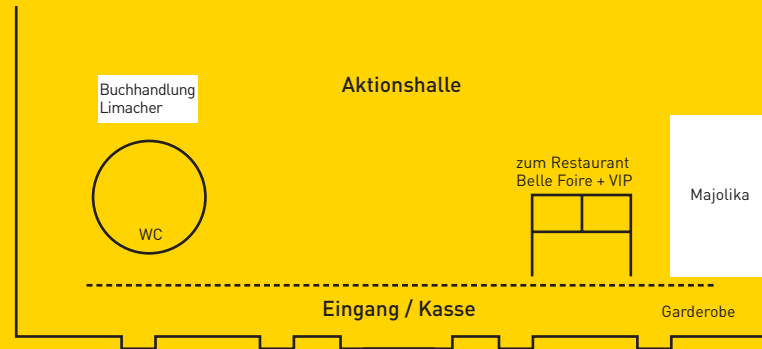 Aktionshalle
Buchhandlung
Limacher
zum Restaurant
Belle Foire + VIP
Majolika
WC
Eingang / Kasse
Garderobe